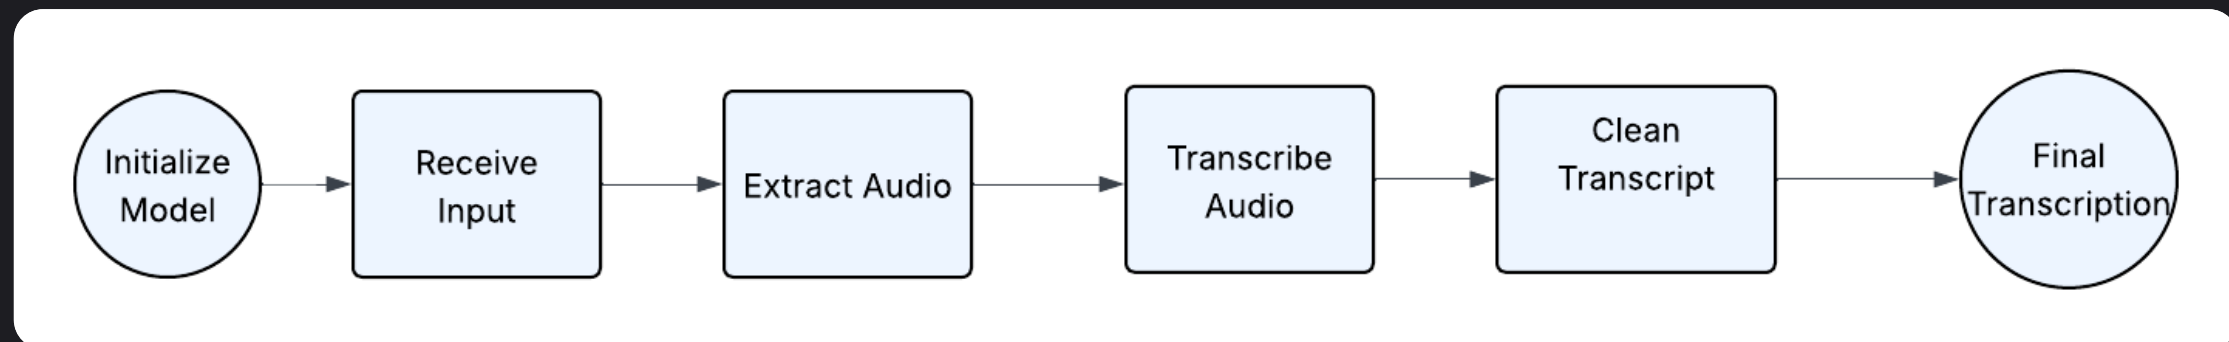 Initialize
Model
Receive
Input
Extract Audio
Transcribe
Audio
Clean
Transcript
Final
Transcription